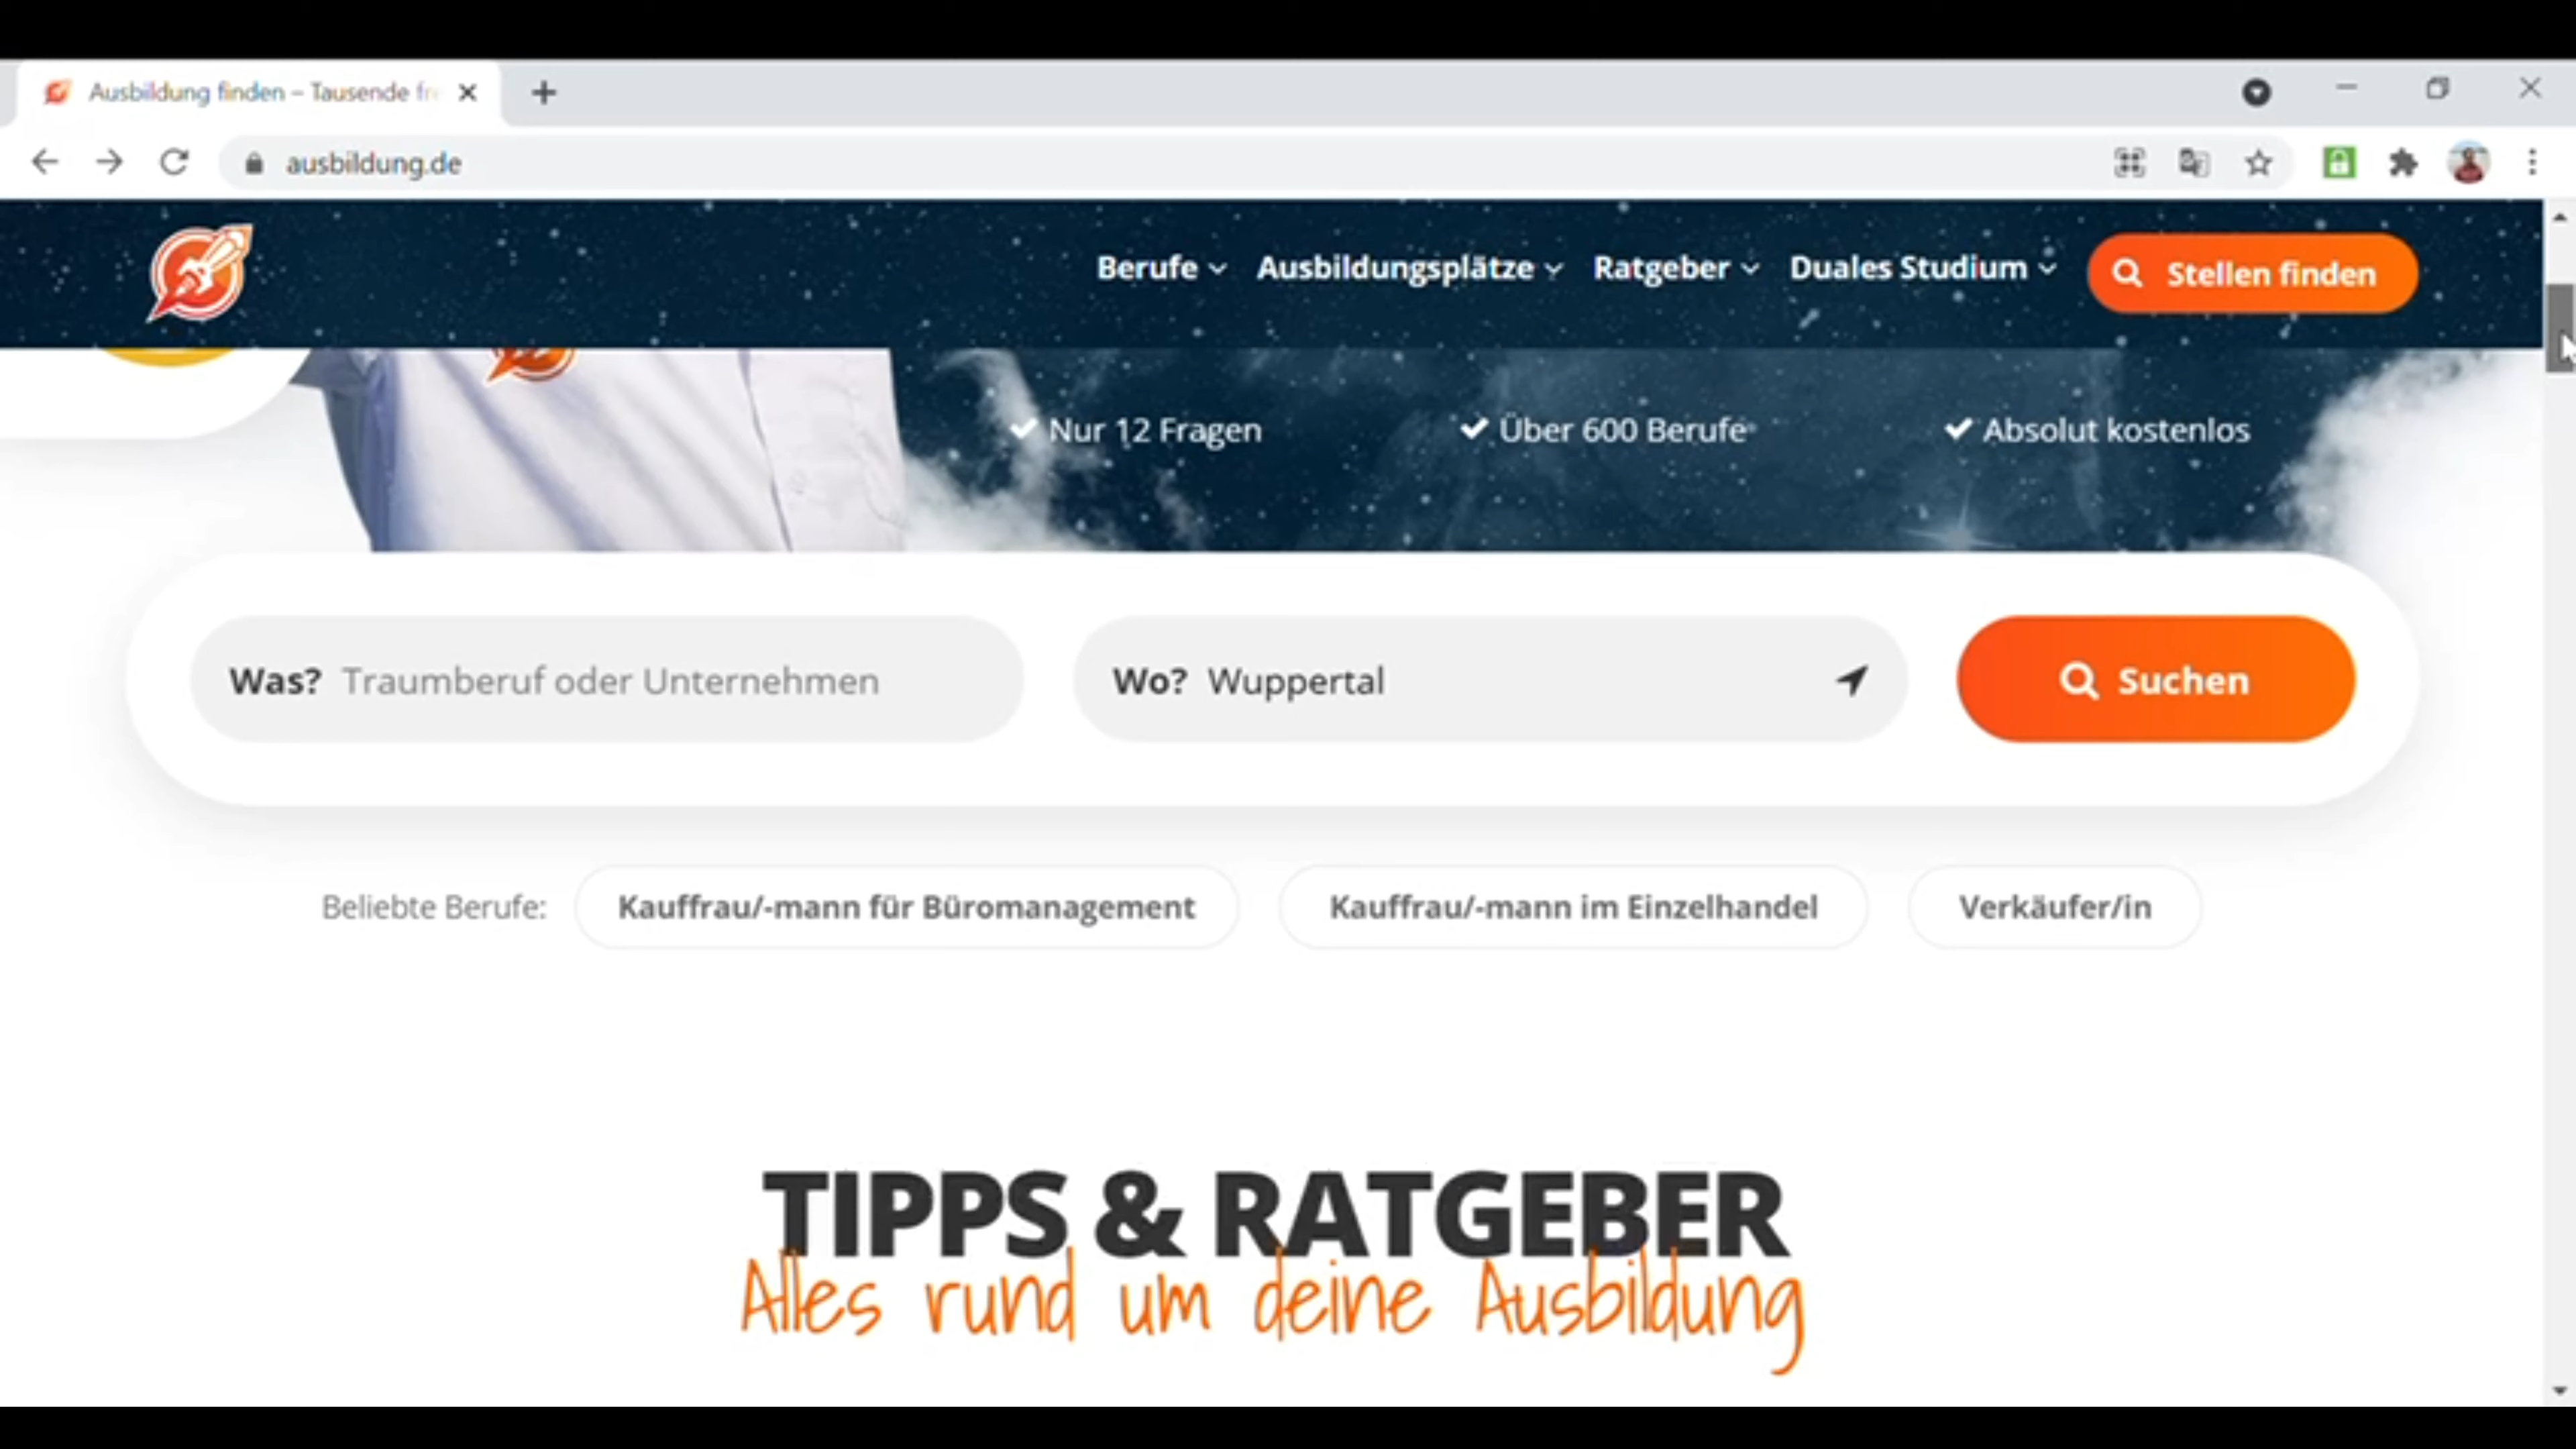 Ausbildung finden – Tausende fr
ausbildung.de
Berufe Ausbildungsplätze Ratgeber Duales Studium Stellen finden
Nur 12 Fragen Über 600 Berufe Absolut kostenlos
Was? Traumberuf oder Unternehmen Wo? Wuppertal Suchen
Beliebte Berufe: Kauffrau/-mann für Büromanagement Kauffrau/-mann im Einzelhandel Verkäufer/in
TIPPS & RATGEBER
Alles rund um deine Ausbildung